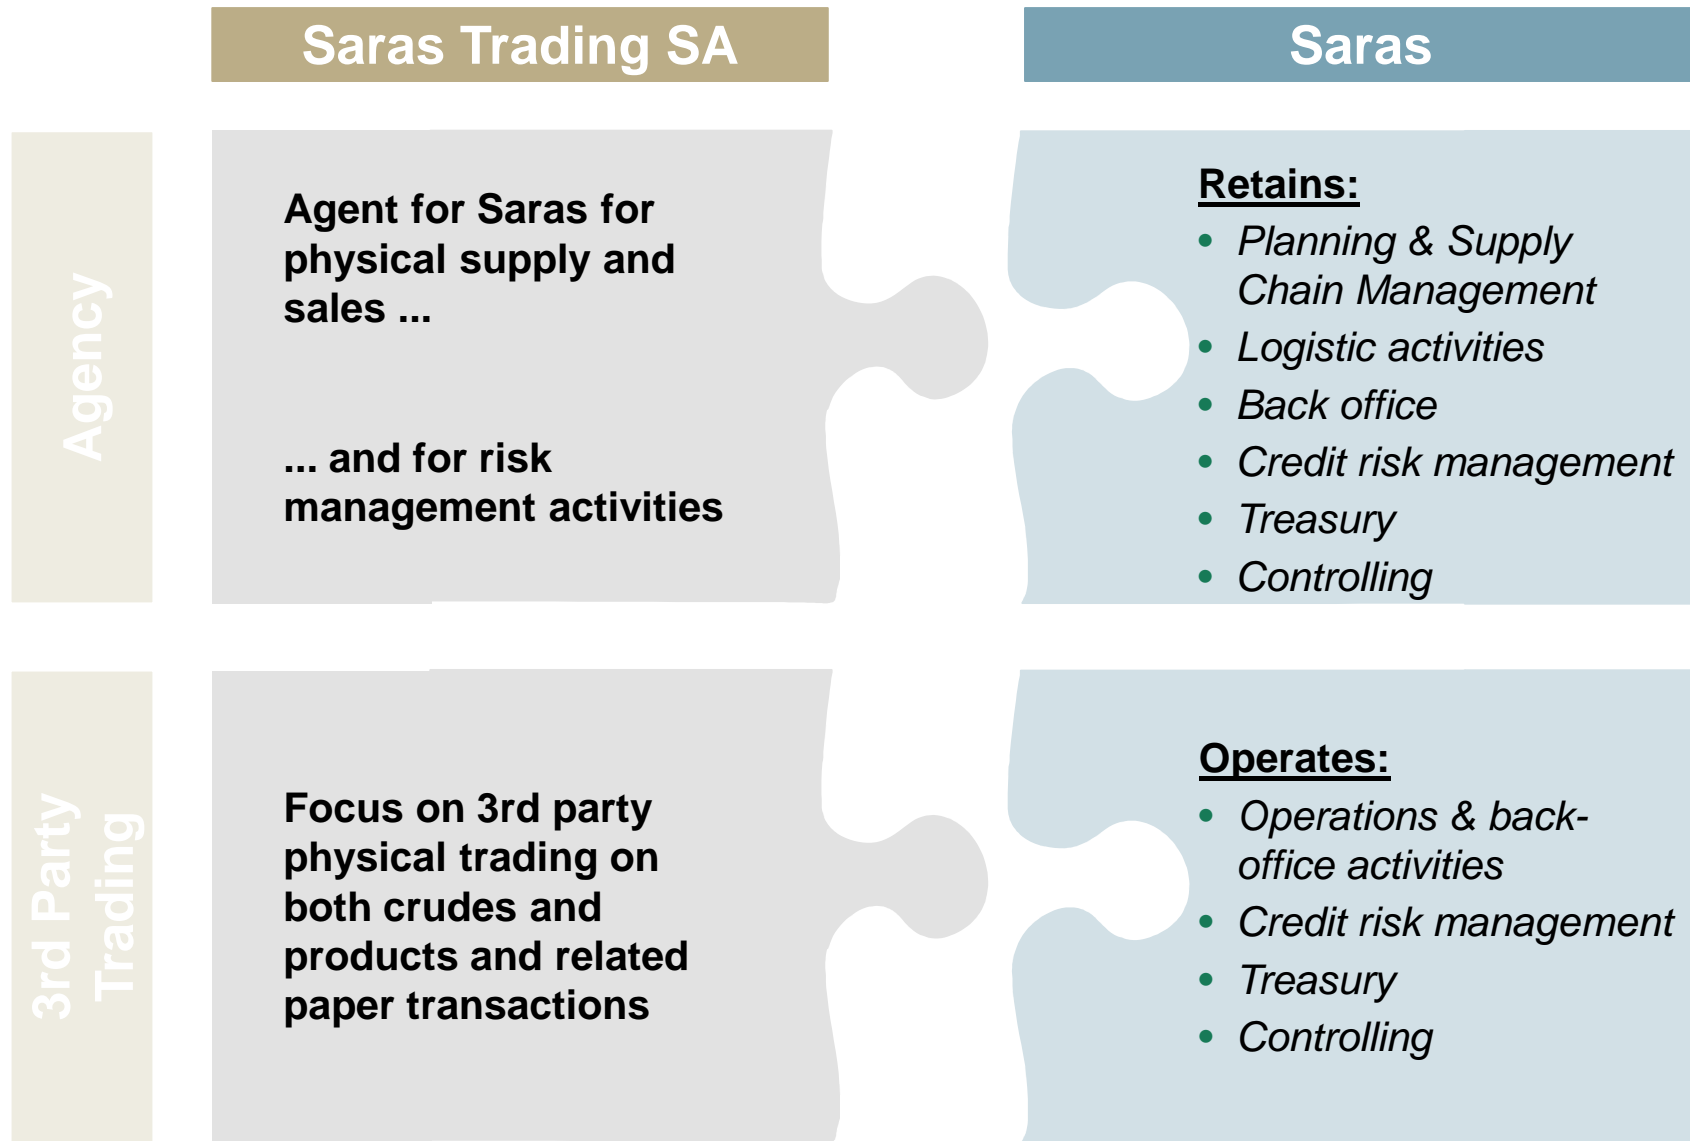 Saras Trading SA
Saras
Agency
Agent for Saras for
physical supply and
sales ...
... and for risk
management activities
Retains:
• Planning & Supply
Chain Management
• Logistic activities
• Back office
• Credit risk management
• Treasury
• Controlling
3rd Party
Trading
Focus on 3rd party
physical trading on
both crudes and
products and related
paper transactions
Operates:
• Operations & back-
office activities
• Credit risk management
• Treasury
• Controlling